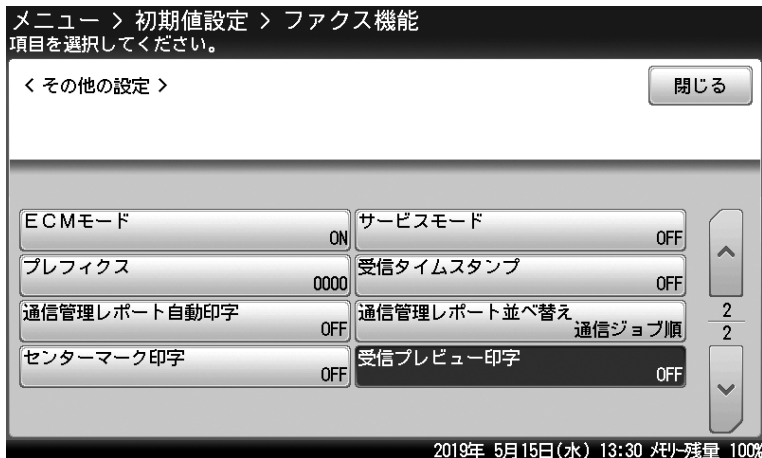 メニュー > 初期値設定 > ファクス機能
項目を選択してください。
< その他の設定 >
閉じる
ECMモード
ON
サービスモード
OFF
プレフィクス
0000
受信タイムスタンプ
OFF
通信管理レポート自動印字
OFF
通信管理レポート並べ替え
通信ジョブ順
センターマーク印字
OFF
受信プレビュー印字
OFF
2
2
2019年 5月15日(水) 13:30 メモリー残量 100%